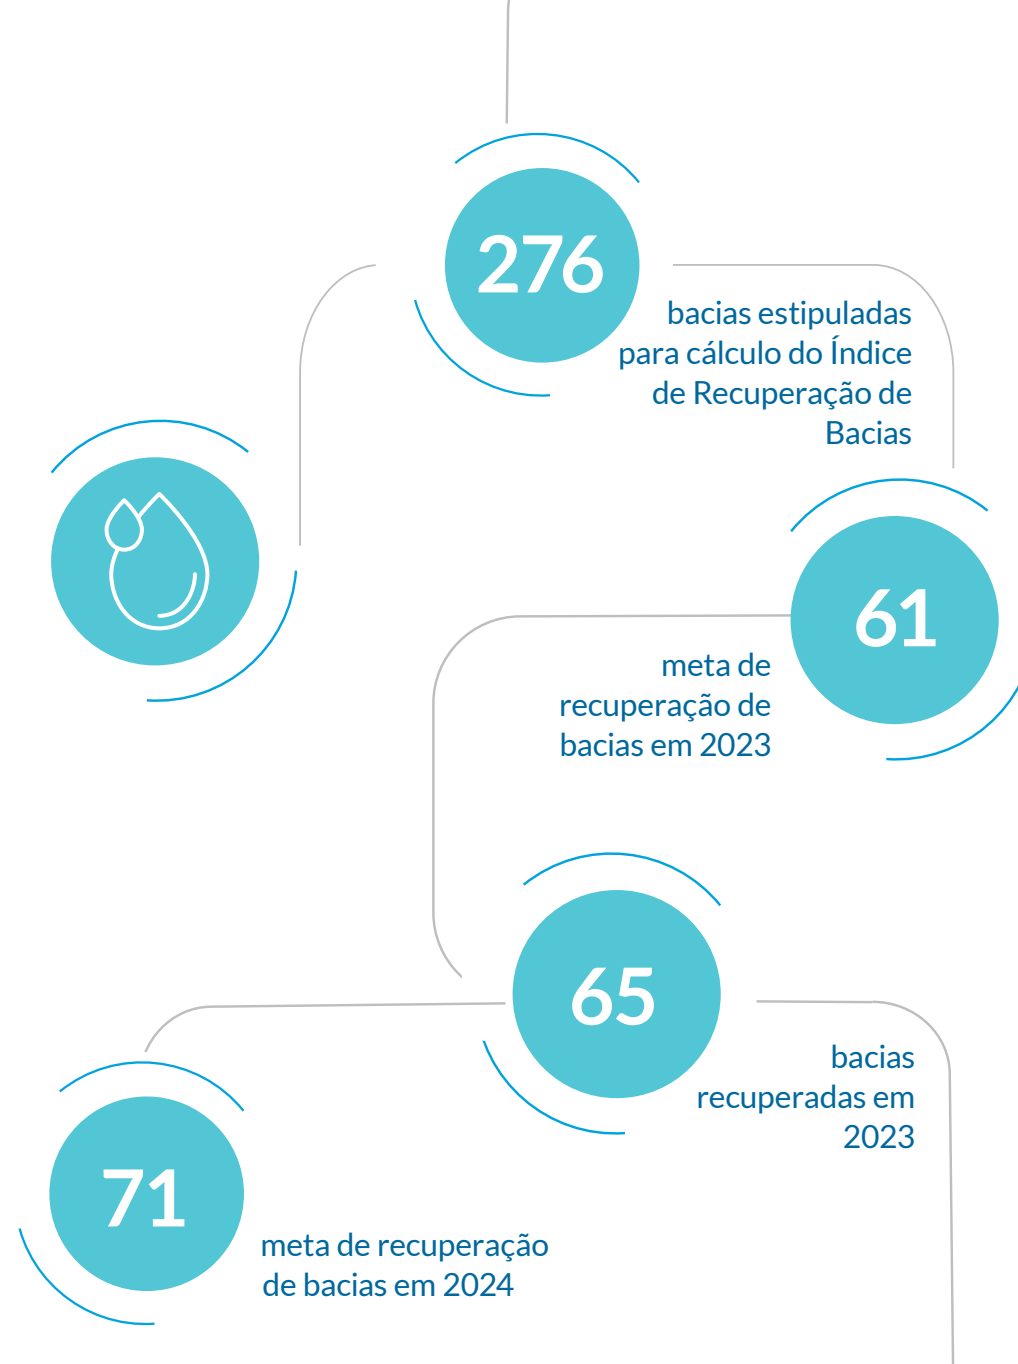 276
bacias estipuladas
para cálculo do Índice
de Recuperação de
Bacias
61
meta de
recuperação de
bacias em 2023
65
bacias
recuperadas em
2023
71
meta de recuperação
de bacias em 2024